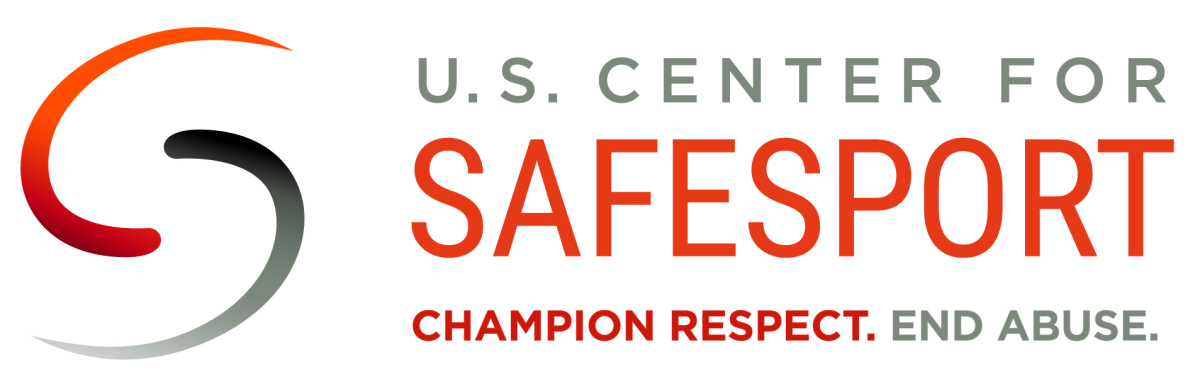 U.S. CENTER FOR
SAFESPORT
CHAMPION RESPECT. END ABUSE.